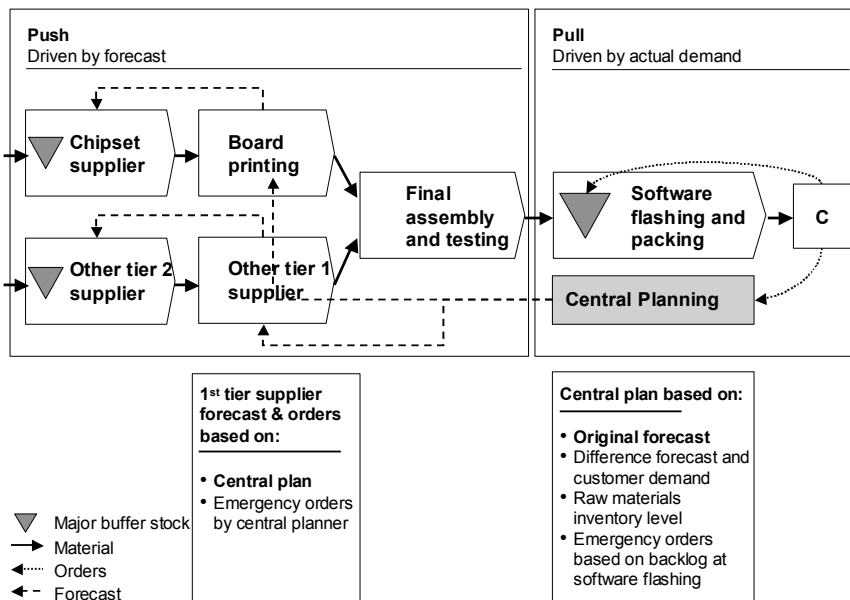 Push
Driven by forecast
Pull
Driven by actual demand
Chipset
supplier
Board
printing
Final
assembly
and testing
Software
flashing and
packing
C
Other tier 2
supplier
Other tier 1
supplier
Central Planning
1st tier supplier
forecast & orders
based on:
• Central plan
• Emergency orders
by central planner
Central plan based on:
• Original forecast
• Difference forecast and
customer demand
• Raw materials
inventory level
• Emergency orders
based on backlog at
software flashing
Major buffer stock
Material
Orders
Forecast